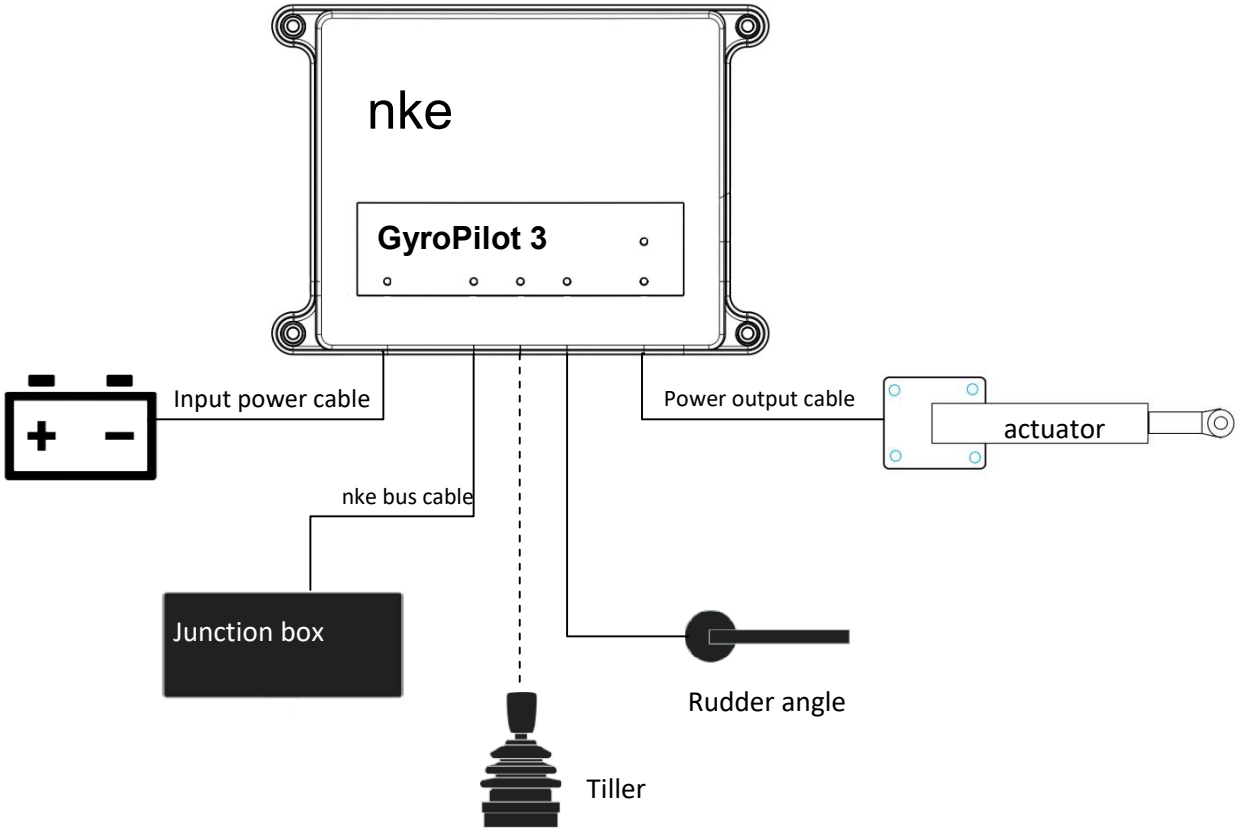 nke
GyroPilot 3
Input power cable
Power output cable
+ −
actuator
nke bus cable
Junction box
Rudder angle
Tiller